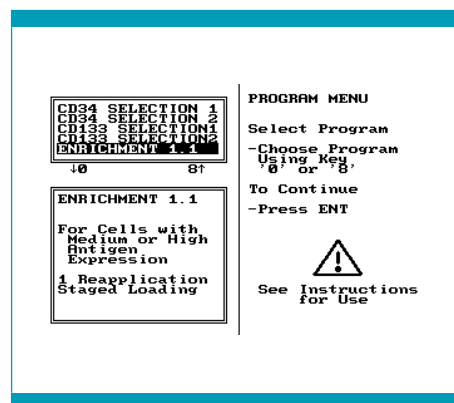 CD34 SELECTION 1
CD34 SELECTION 2
CD133 SELECTION1
CD133 SELECTION2
ENRICHMENT 1.1
↓0 8↑
ENRICHMENT 1.1
For Cells with
Medium or High
Antigen
Expression
1 Reapplication
Staged Loading
PROGRAM MENU
Select Program
-Choose Program
Using Key
'0' or '8'
To Continue
-Press ENT
See Instructions
for Use